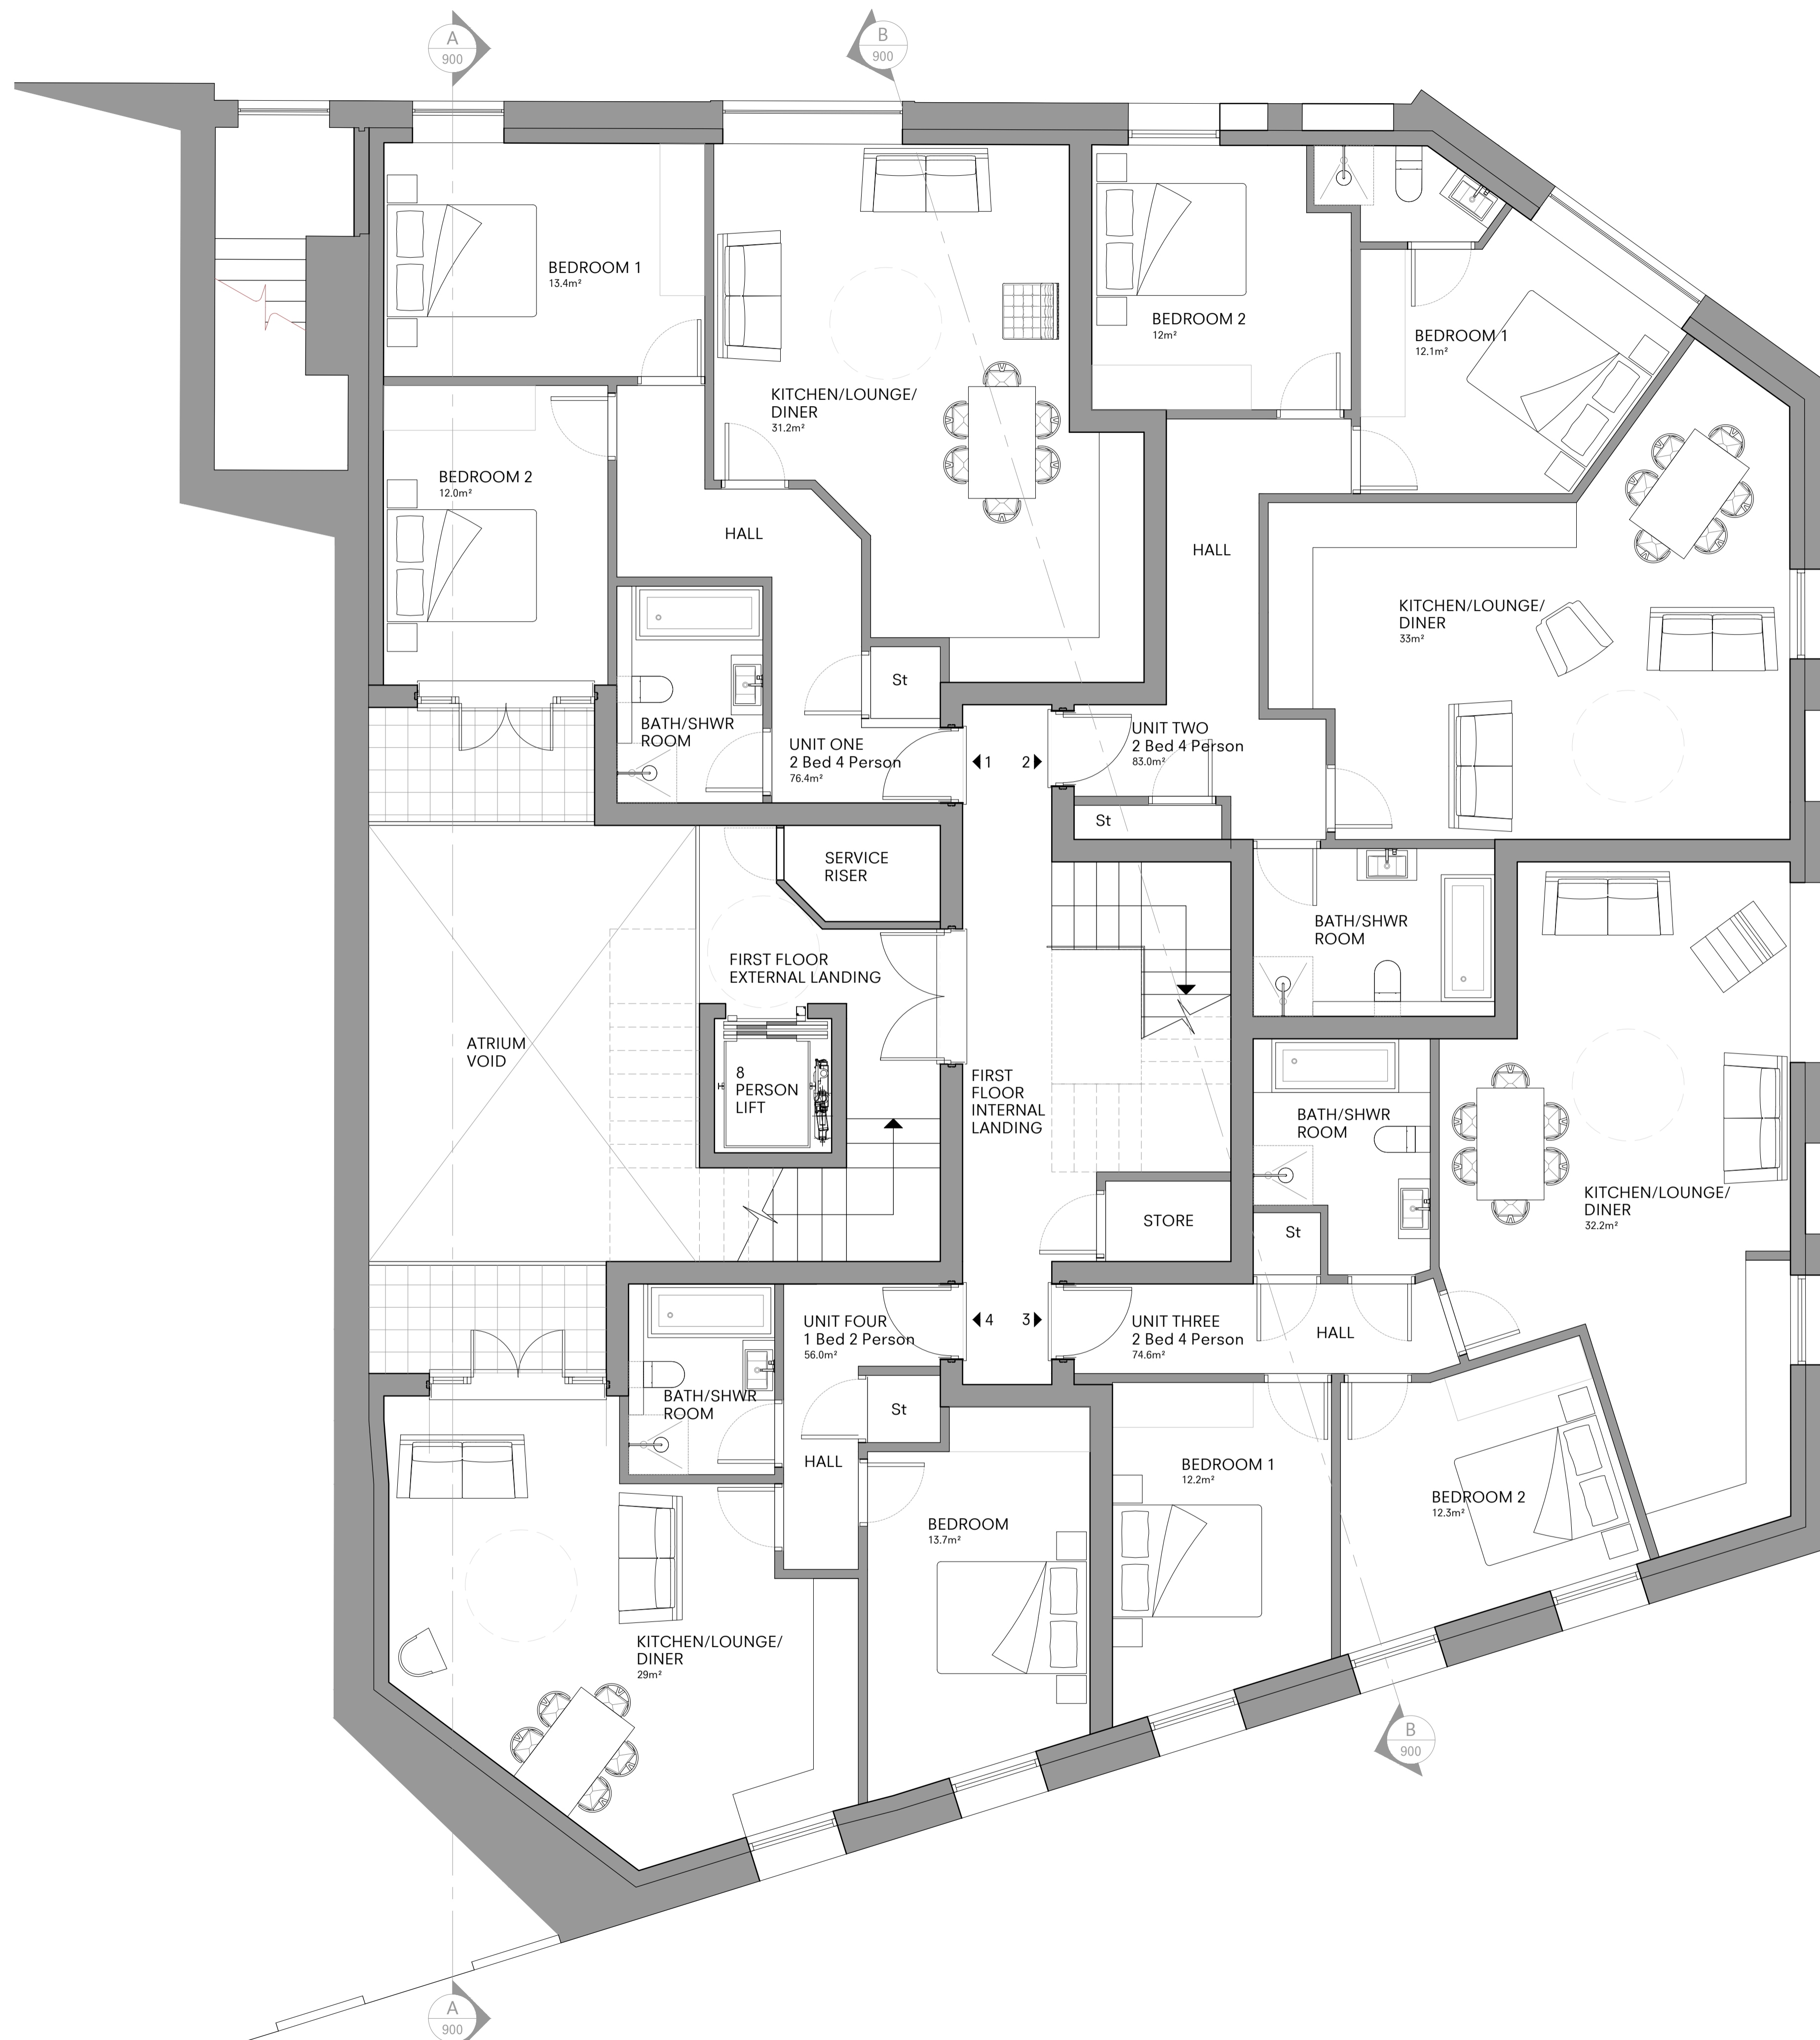 A
900
B
900
BEDROOM 1
13.4m²
BEDROOM 2
12m²
BEDROOM 1
12.1m²
KITCHEN/LOUNGE/
DINER
31.2m²
BEDROOM 2
12.0m²
HALL
HALL
KITCHEN/LOUNGE/
DINER
33m²
St
BATH/SHWR
ROOM
UNIT ONE
2 Bed 4 Person
76.4m²
1
2
UNIT TWO
2 Bed 4 Person
83.0m²
St
SERVICE
RISER
BATH/SHWR
ROOM
FIRST FLOOR
EXTERNAL LANDING
ATRIUM
VOID
8
PERSON
LIFT
FIRST
FLOOR
INTERNAL
LANDING
BATH/SHWR
ROOM
KITCHEN/LOUNGE/
DINER
32.2m²
STORE
St
UNIT FOUR
1 Bed 2 Person
56.0m²
4
3
UNIT THREE
2 Bed 4 Person
74.6m²
HALL
BATH/SHWR
ROOM
St
HALL
BEDROOM 1
12.2m²
BEDROOM 2
12.3m²
BEDROOM
13.7m²
KITCHEN/LOUNGE/
DINER
29m²
B
900
A
900